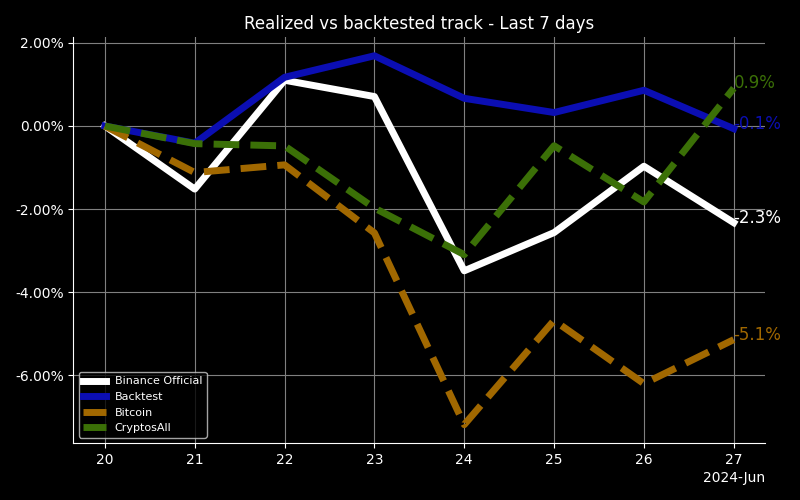 Realized vs backtested track - Last 7 days
2.00%
0.00%
-2.00%
-4.00%
-6.00%
0.9%
-0.1%
-2.3%
-5.1%
Binance Official
Backtest
Bitcoin
CryptosAll
20 21 22 23 24 25 26 27
2024-Jun